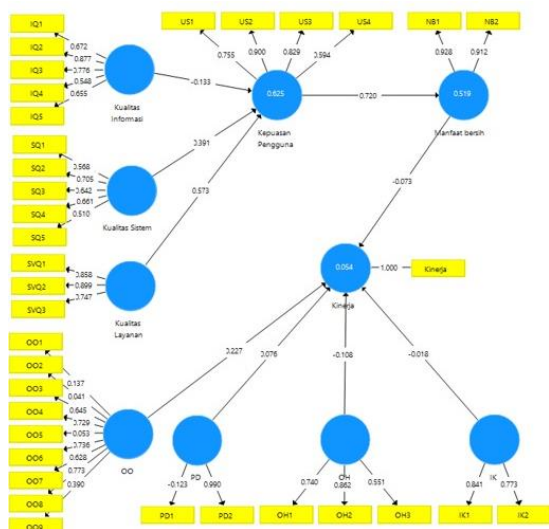 IQ1
IQ2
IQ3
IQ4
IQ5
0.672
0.877
0.776
0.548
0.655
Kualitas
Informasi
-0.133
US1
US2
US3
US4
0.755
0.900
0.829
0.594
0.625
Kepuasan
Pengguna
0.720
NB1
NB2
0.928
0.912
0.519
Manfaat bersih
SQ1
SQ2
SQ3
SQ4
SQ5
0.568
0.705
0.642
0.661
0.510
Kualitas Sistem
0.391
SVQ1
SVQ2
SVQ3
0.858
0.899
0.747
Kualitas
Layanan
0.573
-0.073
0.054
Kinerja
1.000
Kinerja
OO1
OO2
OO3
OO4
OO5
OO6
OO7
OO8
OO9
0.137
0.041
0.645
0.729
0.053
0.736
0.628
0.773
0.390
OO
0.227
0.076
-0.108
-0.018
PD
-0.123
0.990
PD1
PD2
OH
0.740
0.862
0.551
OH1
OH2
OH3
IK
0.841
0.773
IK1
IK2